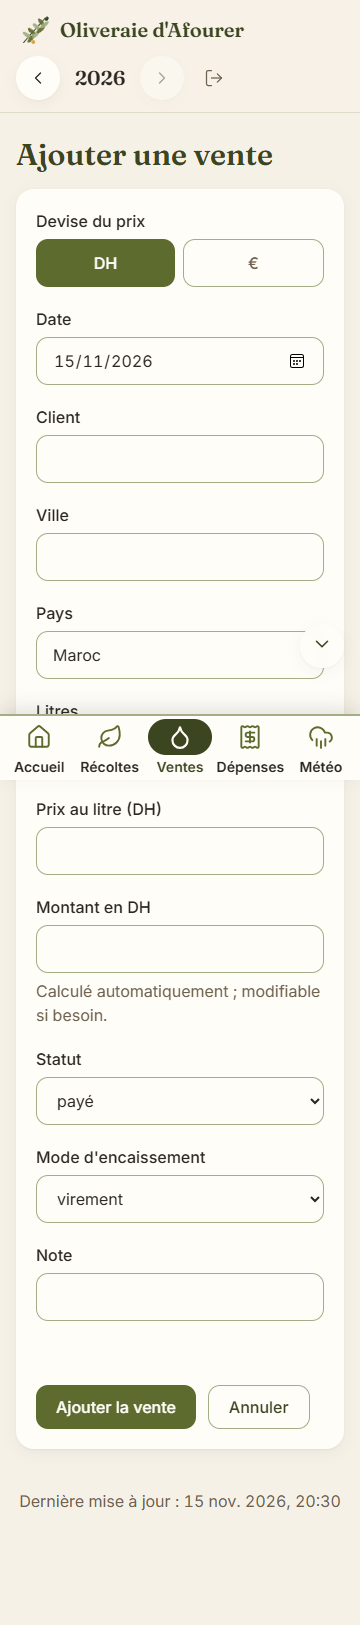 Oliveraie d'Afourer
2026
Ajouter une vente
Devise du prix
DH
€
Date
15/11/2026
Client
Ville
Pays
Maroc
Litres
Accueil
Récoltes
Ventes
Dépenses
Météo
Prix au litre (DH)
Montant en DH
Calculé automatiquement ; modifiable
si besoin.
Statut
payé
Mode d'encaissement
virement
Note
Ajouter la vente
Annuler
Dernière mise à jour : 15 nov. 2026, 20:30